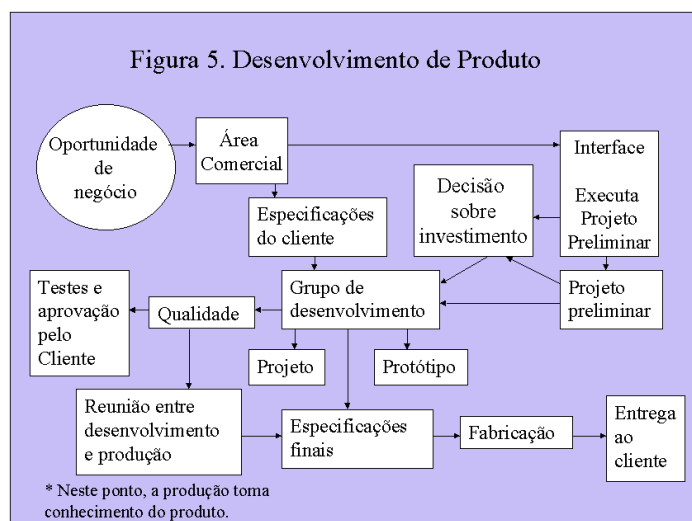 Figura 5. Desenvolvimento de Produto
Oportunidade
de
negócio
Área
Comercial
Interface
Executa
Projeto
Preliminar
Decisão
sobre
investimento
Especificações
do cliente
Grupo de
desenvolvimento
Projeto
preliminar
Testes e
aprovação
pelo
Cliente
Qualidade
Projeto
Protótipo
Reunião entre
desenvolvimento
e produção
Especificações
finais
Fabricação
Entrega
ao
cliente
* Neste ponto, a produção toma
conhecimento do produto.